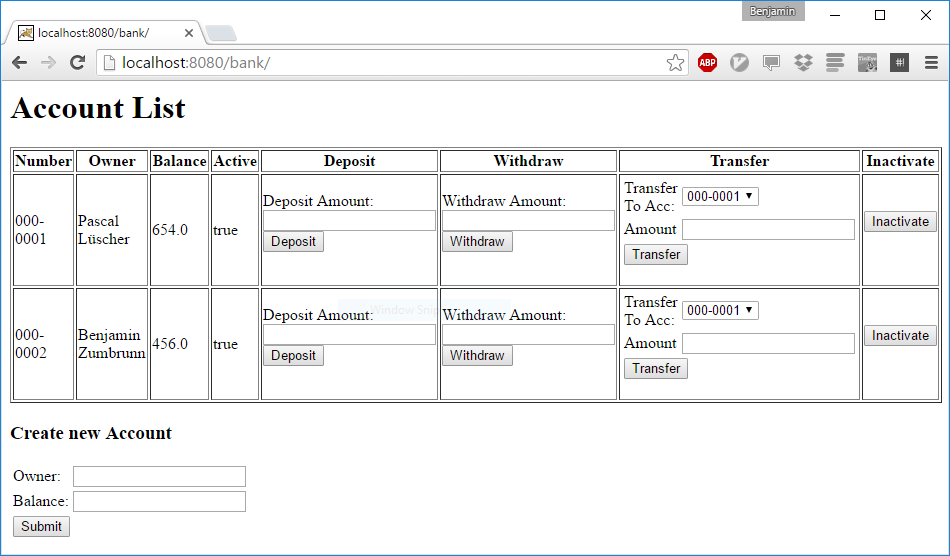 Benjamin
localhost:8080/bank/
localhost:8080/bank/
ABP
#!
Account List
Number Owner Balance Active Deposit Withdraw Transfer Inactivate
000-0001 Pascal Lüscher 654.0 true
Deposit Amount:
Deposit
Withdraw Amount:
Withdraw
Transfer To Acc: 000-0001
Amount
Transfer
Inactivate
000-0002 Benjamin Zumbrunn 456.0 true
Deposit Amount:
Deposit
Withdraw Amount:
Withdraw
Transfer To Acc: 000-0001
Amount
Transfer
Inactivate
Create new Account
Owner:
Balance:
Submit